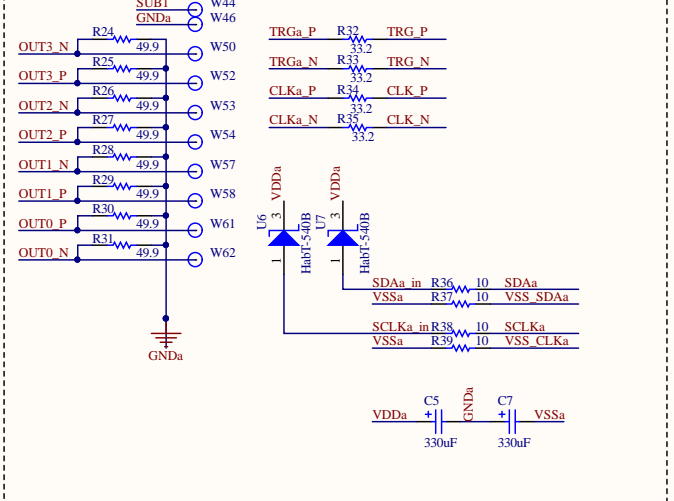 SUB1 W44
GNDa W46
R24
OUT3_N 49.9 W50
R25
OUT3_P 49.9 W52
R26
OUT2_N 49.9 W53
R27
OUT2_P 49.9 W54
R28
OUT1_N 49.9 W57
R29
OUT1_P 49.9 W58
R30
OUT0_P 49.9 W61
R31
OUT0_N 49.9 W62
GNDa
TRGa_P R32 TRG_P
33.2
TRGa_N R33 TRG_N
33.2
CLKa_P R34 CLK_P
33.2
CLKa_N R35 CLK_N
33.2
VDDa
U6
3
1
HabT-540B
VDDa
U7
3
1
HabT-540B
SDAa_in R36 10 SDAa
VSSa R37 10 VSS_SDAa
SCLKa_in R38 10 SCLKa
VSSa R39 10 VSS_CLKa
C5 C7
VDDa + GNDa + VSSa
330uF 330uF